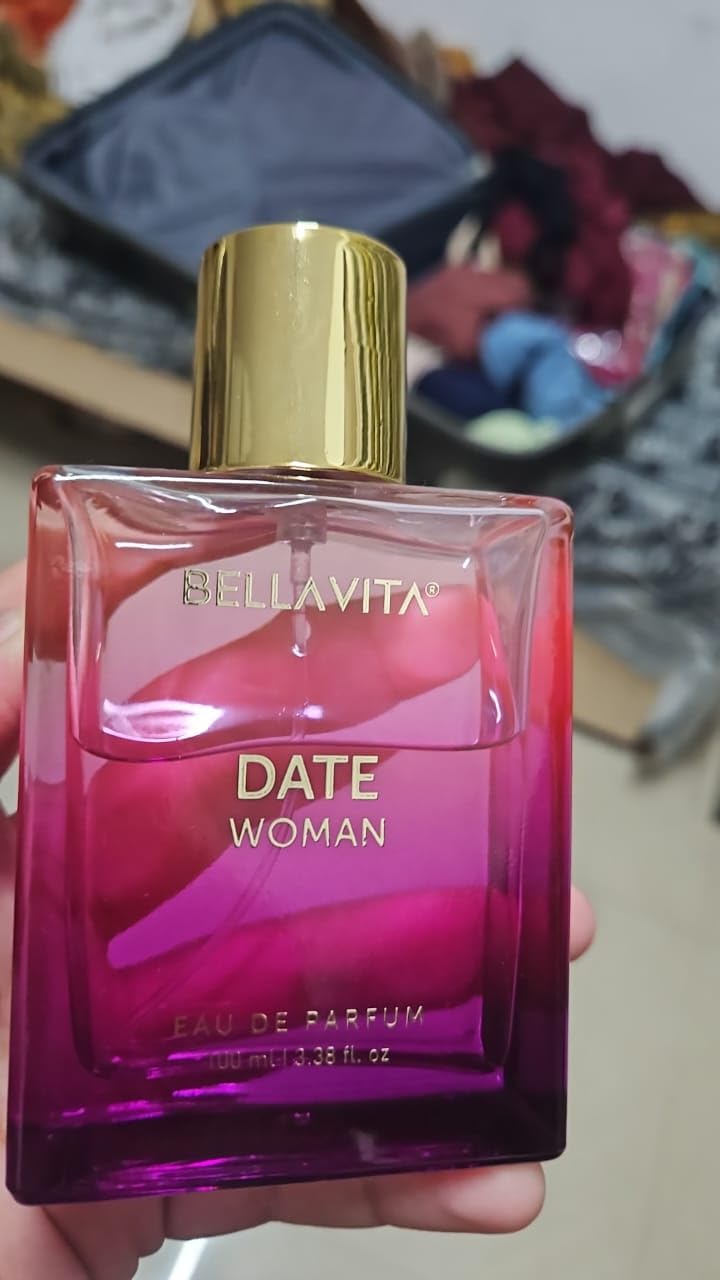 BELLAVITA®
DATE
WOMAN
EAU DE PARFUM
100 ml | 3.38 fl. oz